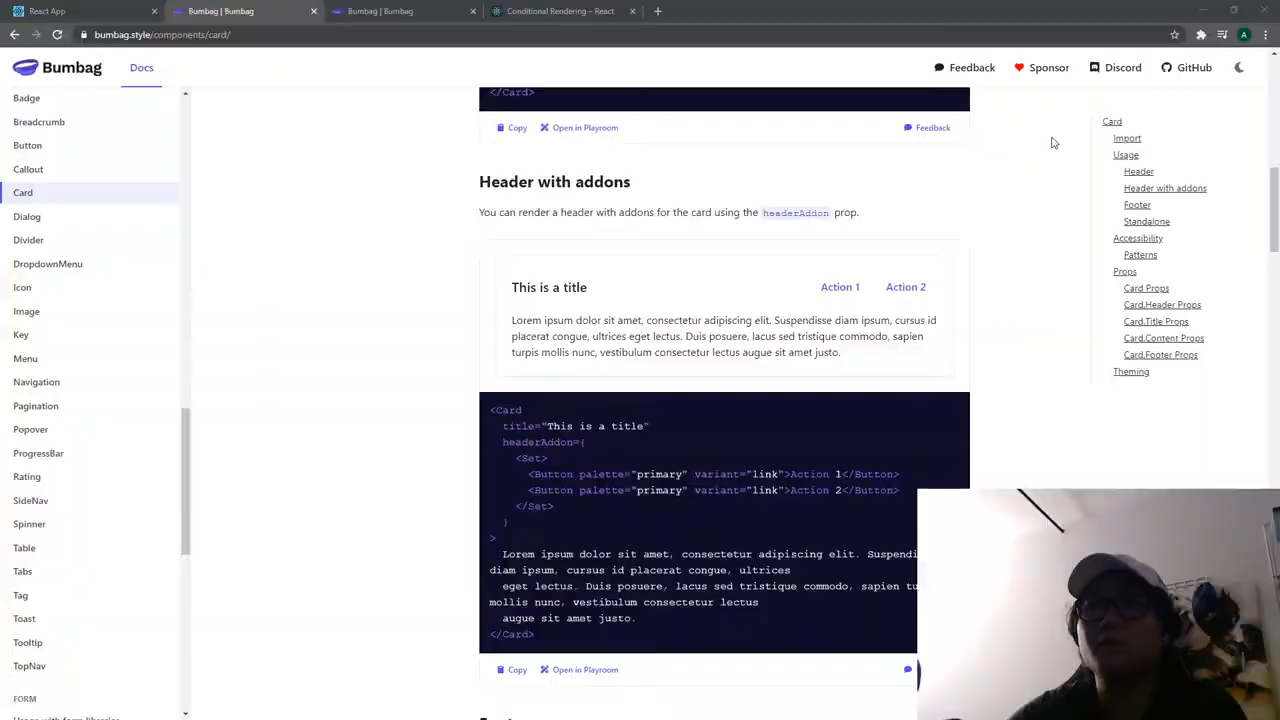 React App
Bumbag | Bumbag
Bumbag | Bumbag
Conditional Rendering – React
bumbag.style/components/card/
A
Bumbag
Docs
Feedback
Sponsor
Discord
GitHub
Badge
Breadcrumb
Button
Callout
Card
Dialog
Divider
DropdownMenu
Icon
Image
Key
Menu
Navigation
Pagination
Popover
ProgressBar
Rating
SideNav
Spinner
Table
Tabs
Tag
Toast
Tooltip
TopNav
FORM
</Card>
Copy
Open in Playroom
Feedback
Header with addons
You can render a header with addons for the card using the headerAddon prop.
This is a title
Action 1
Action 2
Lorem ipsum dolor sit amet, consectetur adipiscing elit. Suspendisse diam ipsum, cursus id
placerat congue, ultrices eget lectus. Duis posuere, lacus sed tristique commodo, sapien
turpis mollis nunc, vestibulum consectetur lectus augue sit amet justo.
<Card
title="This is a title"
headerAddon={
<Set>
<Button palette="primary" variant="link">Action 1</Button>
<Button palette="primary" variant="link">Action 2</Button>
</Set>
}
>
Lorem ipsum dolor sit amet, consectetur adipiscing elit. Suspendi
diam ipsum, cursus id placerat congue, ultrices
eget lectus. Duis posuere, lacus sed tristique commodo, sapien tu
mollis nunc, vestibulum consectetur lectus
augue sit amet justo.
</Card>
Copy
Open in Playroom
Card
Import
Usage
Header
Header with addons
Footer
Standalone
Accessibility
Patterns
Props
Card Props
Card.Header Props
Card.Title Props
Card.Content Props
Card.Footer Props
Theming